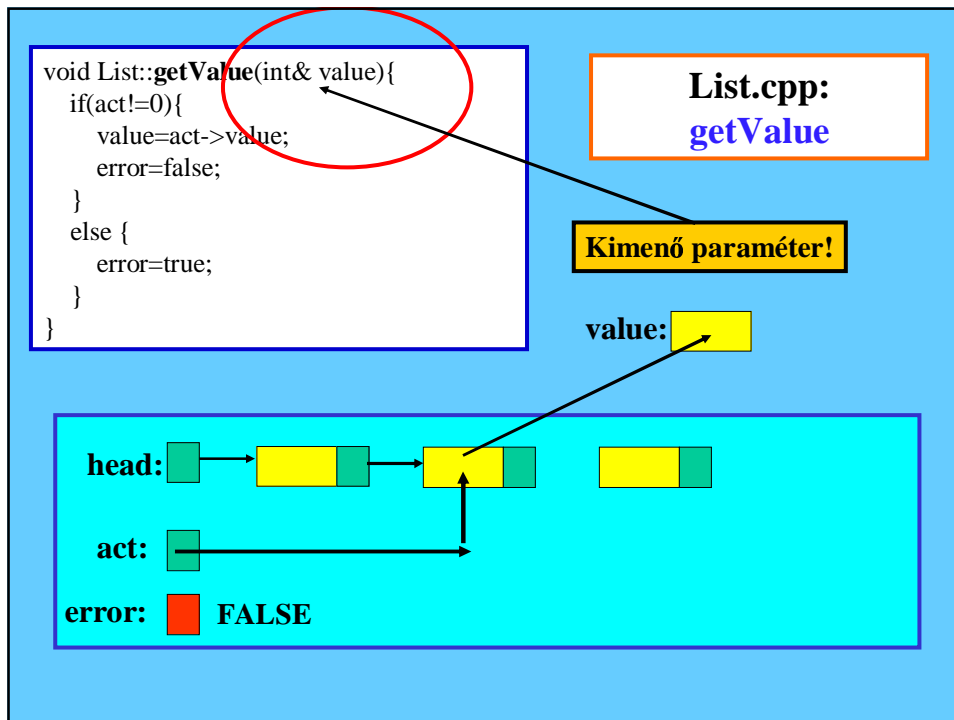 void List::getValue(int& value){
if(act!=0){
value=act->value;
error=false;
}
else {
error=true;
}
}
List.cpp:
getValue
Kimenő paraméter!
value:
head:
act:
error:
FALSE